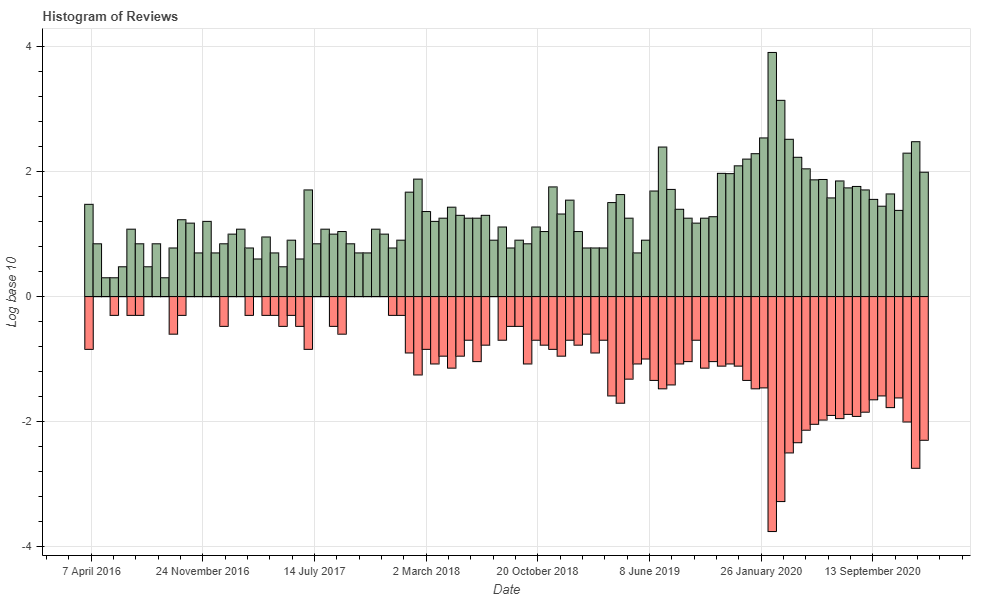 Histogram of Reviews
4
2
0
-2
-4
Log base 10
7 April 2016
24 November 2016
14 July 2017
2 March 2018
20 October 2018
8 June 2019
26 January 2020
13 September 2020
Date